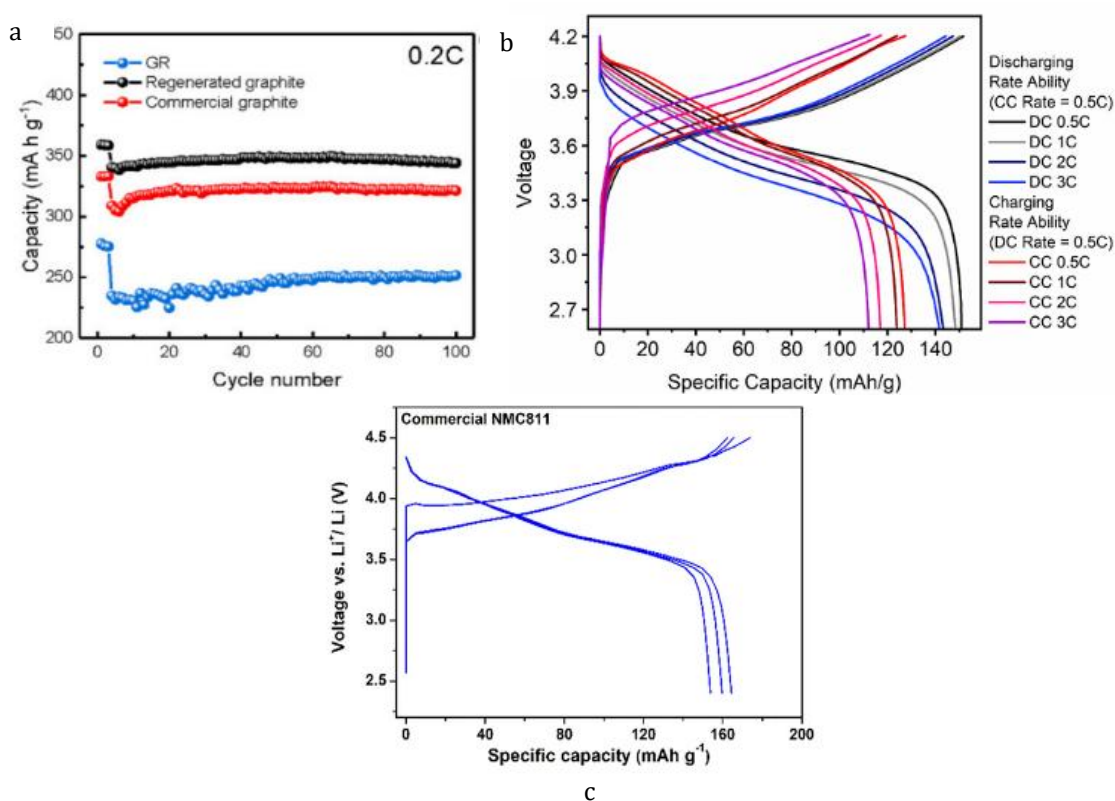 a
50
350
300
250
200
Capacity (mA h g⁻¹)
0.2C
GR
Regenerated graphite
Commercial graphite
0
20
40
60
80
100
Cycle number
b
4.2
3.9
3.6
3.3
3.0
2.7
Voltage
0
20
40
60
80
100
120
140
Specific Capacity (mAh/g)
Discharging
Rate Ability
(CC Rate = 0.5C)
DC 0.5C
DC 1C
DC 2C
DC 3C
Charging
Rate Ability
(DC Rate = 0.5C)
CC 0.5C
CC 1C
CC 2C
CC 3C
Commercial NMC811
4.5
4.0
3.5
3.0
2.5
Voltage vs. Li⁺/ Li (V)
0
40
80
120
160
200
Specific capacity (mAh g⁻¹)
c